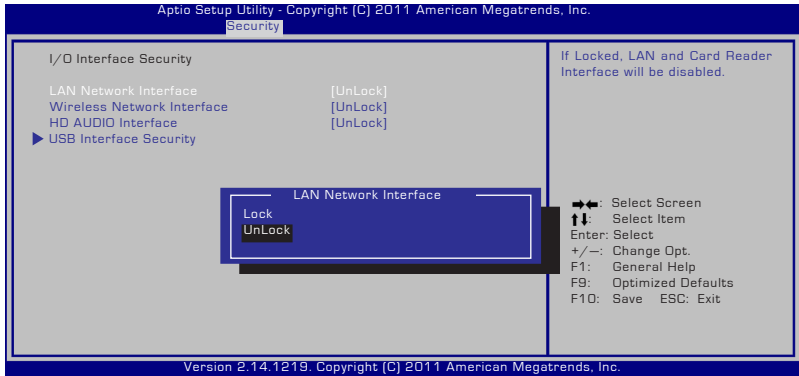 Aptio Setup Utility - Copyright (C) 2011 American Megatrends, Inc.
Security
I/O Interface Security
LAN Network Interface [UnLock]
Wireless Network Interface [UnLock]
HD AUDIO Interface [UnLock]
USB Interface Security
LAN Network Interface
Lock
UnLock
If Locked, LAN and Card Reader
Interface will be disabled.
→←: Select Screen
↑↓: Select Item
Enter: Select
+/—: Change Opt.
F1: General Help
F9: Optimized Defaults
F10: Save ESC: Exit
Version 2.14.1219. Copyright (C) 2011 American Megatrends, Inc.